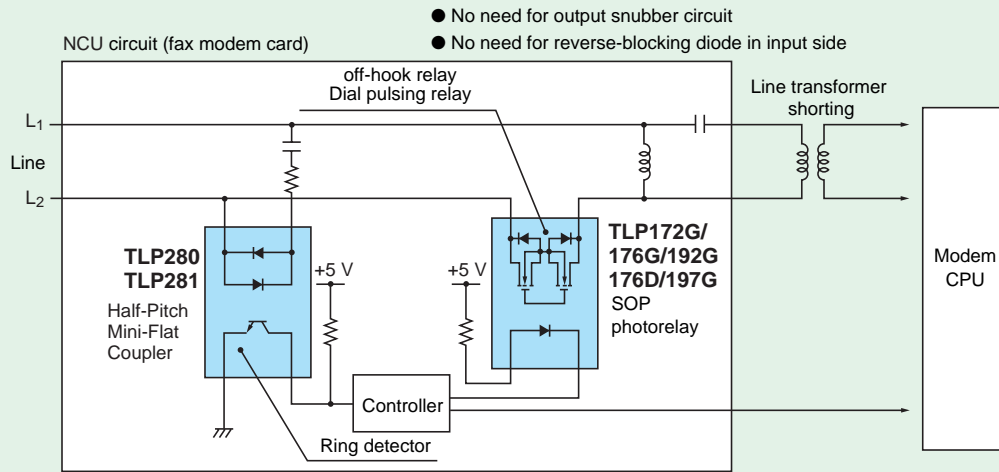 ● No need for output snubber circuit
● No need for reverse-blocking diode in input side
NCU circuit (fax modem card)
off-hook relay
Dial pulsing relay
Line transformer
shorting
L1
Line
L2
TLP280
TLP281
Half-Pitch
Mini-Flat
Coupler
+5 V
+5 V
TLP172G/
176G/192G
176D/197G
SOP
photorelay
Modem
CPU
Controller
Ring detector